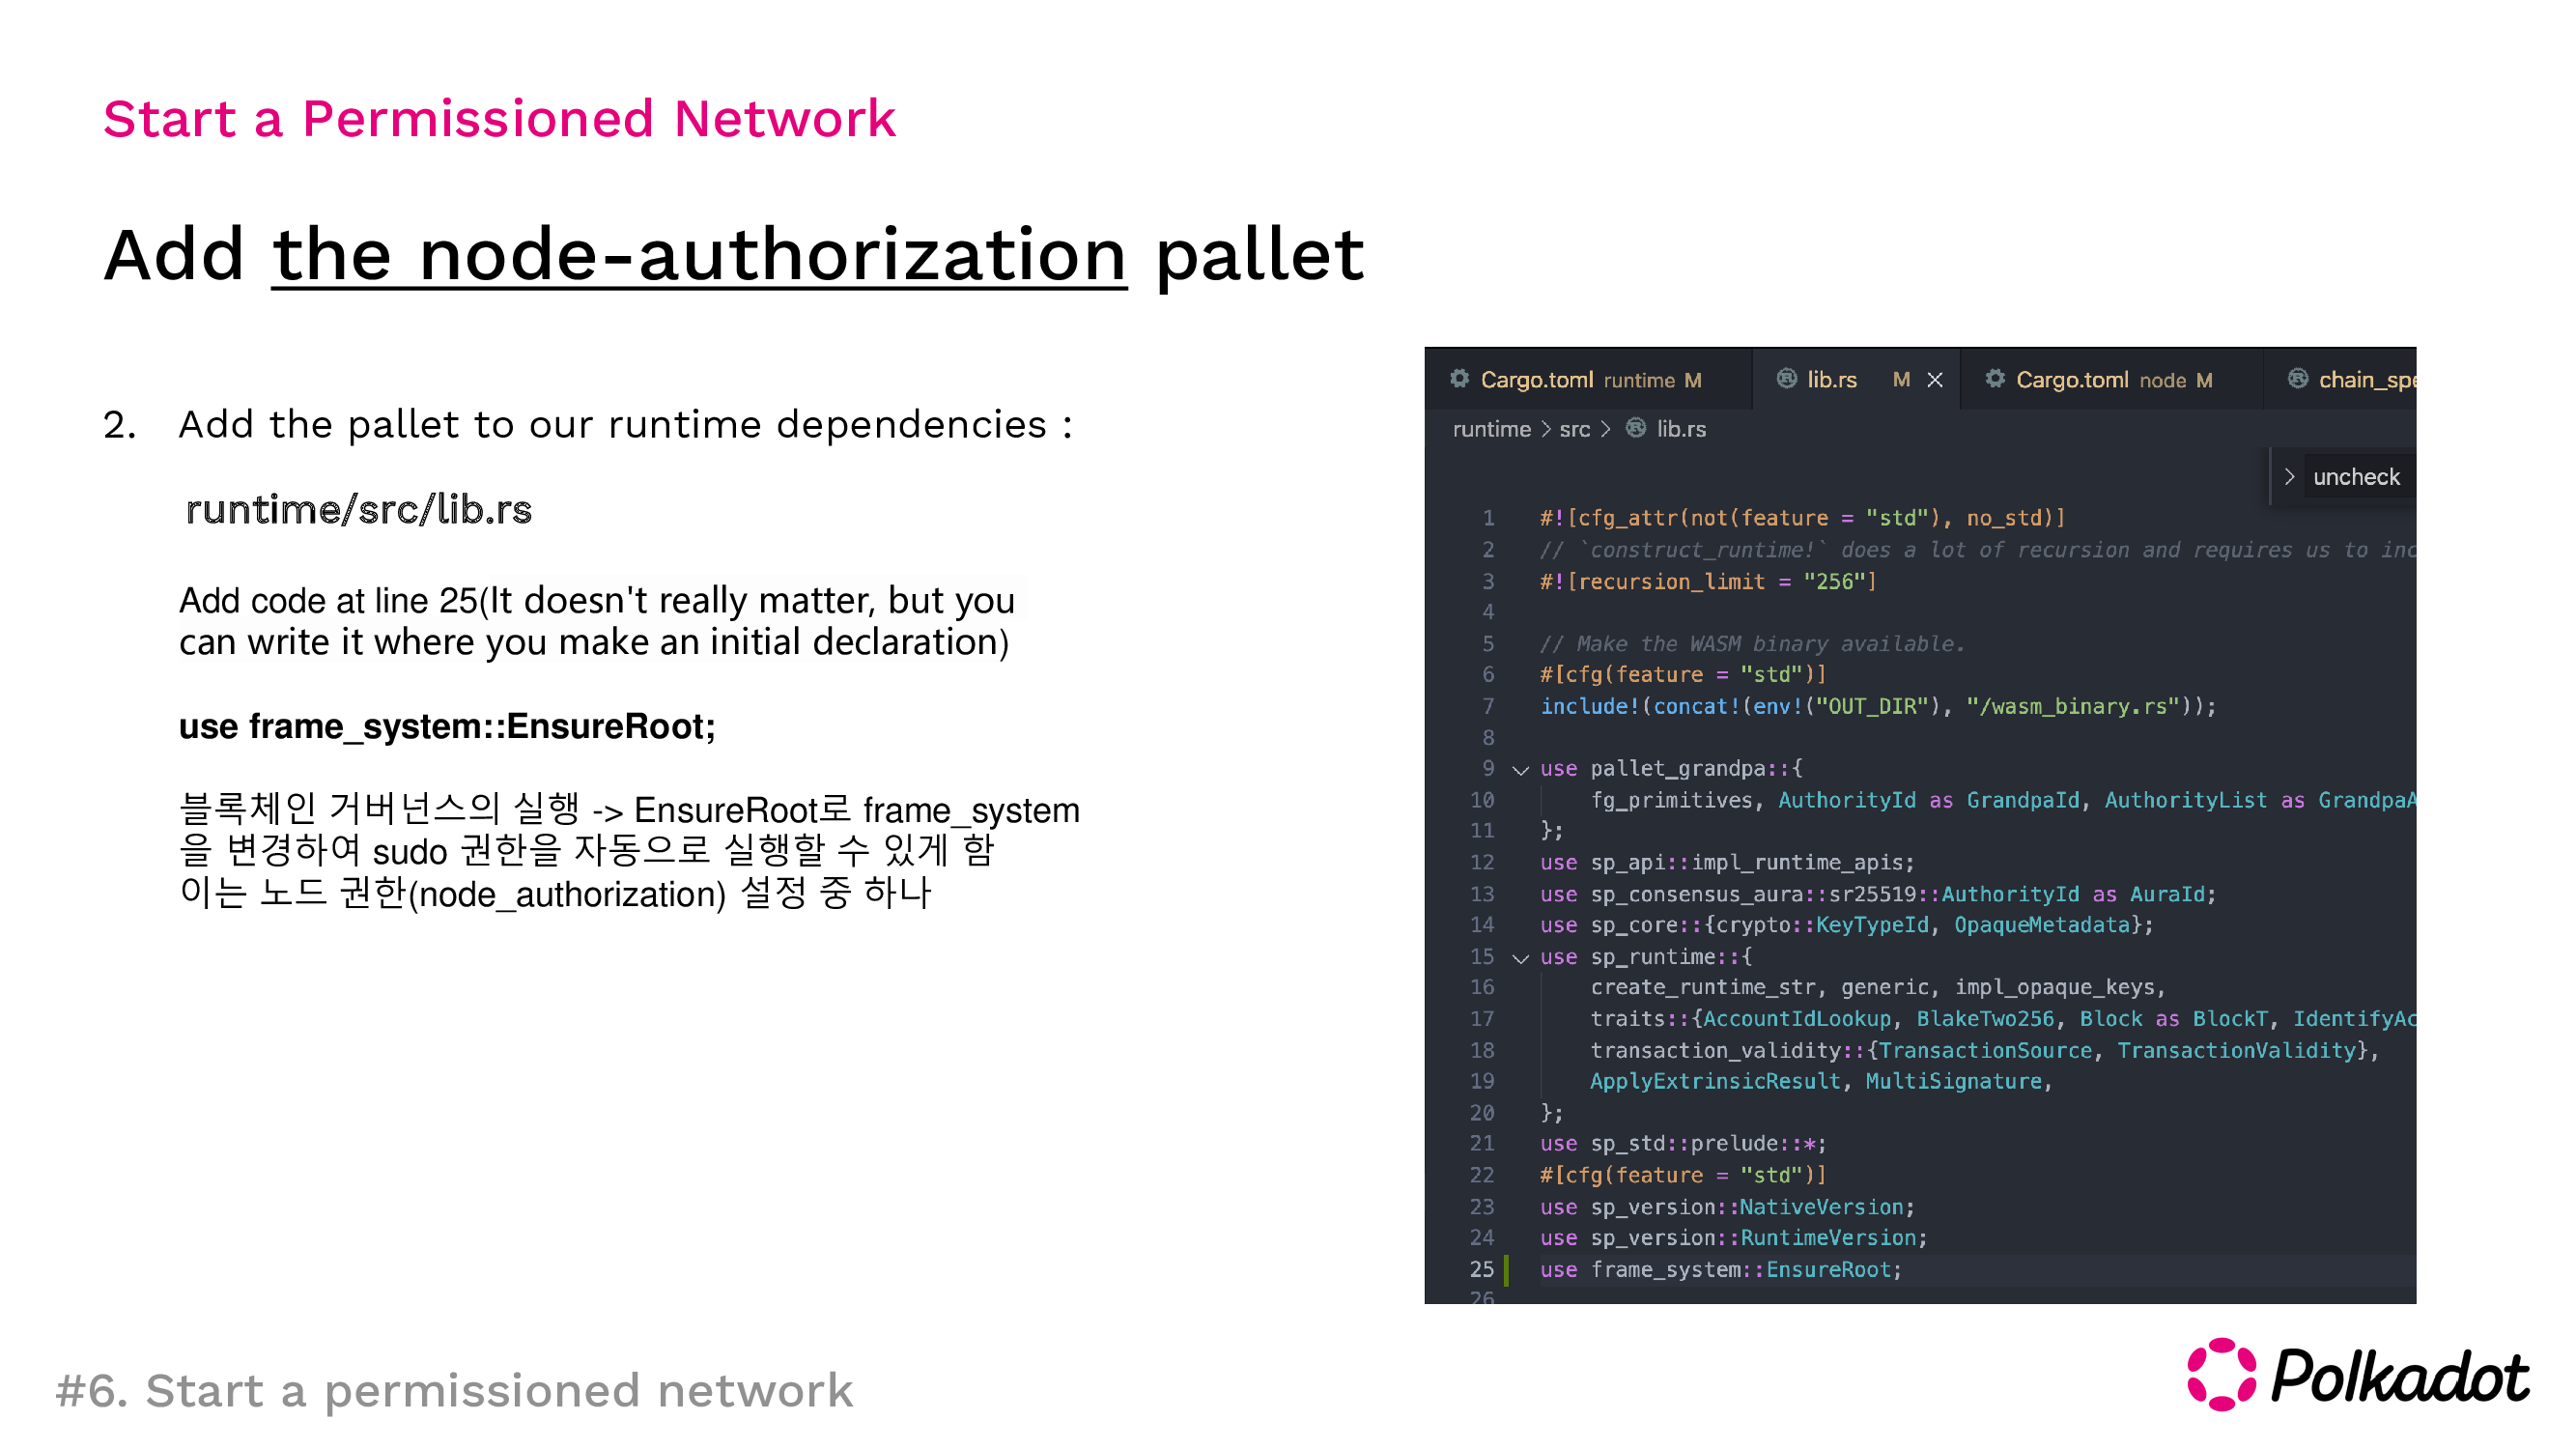 Start a Permissioned Network
Add the node-authorization pallet
2. Add the pallet to our runtime dependencies :
runtime/src/lib.rs
Add code at line 25(It doesn't really matter, but you
can write it where you make an initial declaration)
use frame_system::EnsureRoot;
블록체인 거버넌스의 실행 -> EnsureRoot로 frame_system
을 변경하여 sudo 권한을 자동으로 실행할 수 있게 함
이는 노드 권한(node_authorization) 설정 중 하나
Cargo.toml runtime M lib.rs M Cargo.toml node M chain_spe
runtime > src > lib.rs
> uncheck
1 #![cfg_attr(not(feature = "std"), no_std)]
2 // `construct_runtime!` does a lot of recursion and requires us to inc
3 #![recursion_limit = "256"]
4
5 // Make the WASM binary available.
6 #[cfg(feature = "std")]
7 include!(concat!(env!("OUT_DIR"), "/wasm_binary.rs"));
8
9 use pallet_grandpa::{
10 fg_primitives, AuthorityId as GrandpaId, AuthorityList as GrandpaA
11 };
12 use sp_api::impl_runtime_apis;
13 use sp_consensus_aura::sr25519::AuthorityId as AuraId;
14 use sp_core::{crypto::KeyTypeId, OpaqueMetadata};
15 use sp_runtime::{
16 create_runtime_str, generic, impl_opaque_keys,
17 traits::{AccountIdLookup, BlakeTwo256, Block as BlockT, IdentifyAc
18 transaction_validity::{TransactionSource, TransactionValidity},
19 ApplyExtrinsicResult, MultiSignature,
20 };
21 use sp_std::prelude::*;
22 #[cfg(feature = "std")]
23 use sp_version::NativeVersion;
24 use sp_version::RuntimeVersion;
25 use frame_system::EnsureRoot;
26
#6. Start a permissioned network
Polkadot